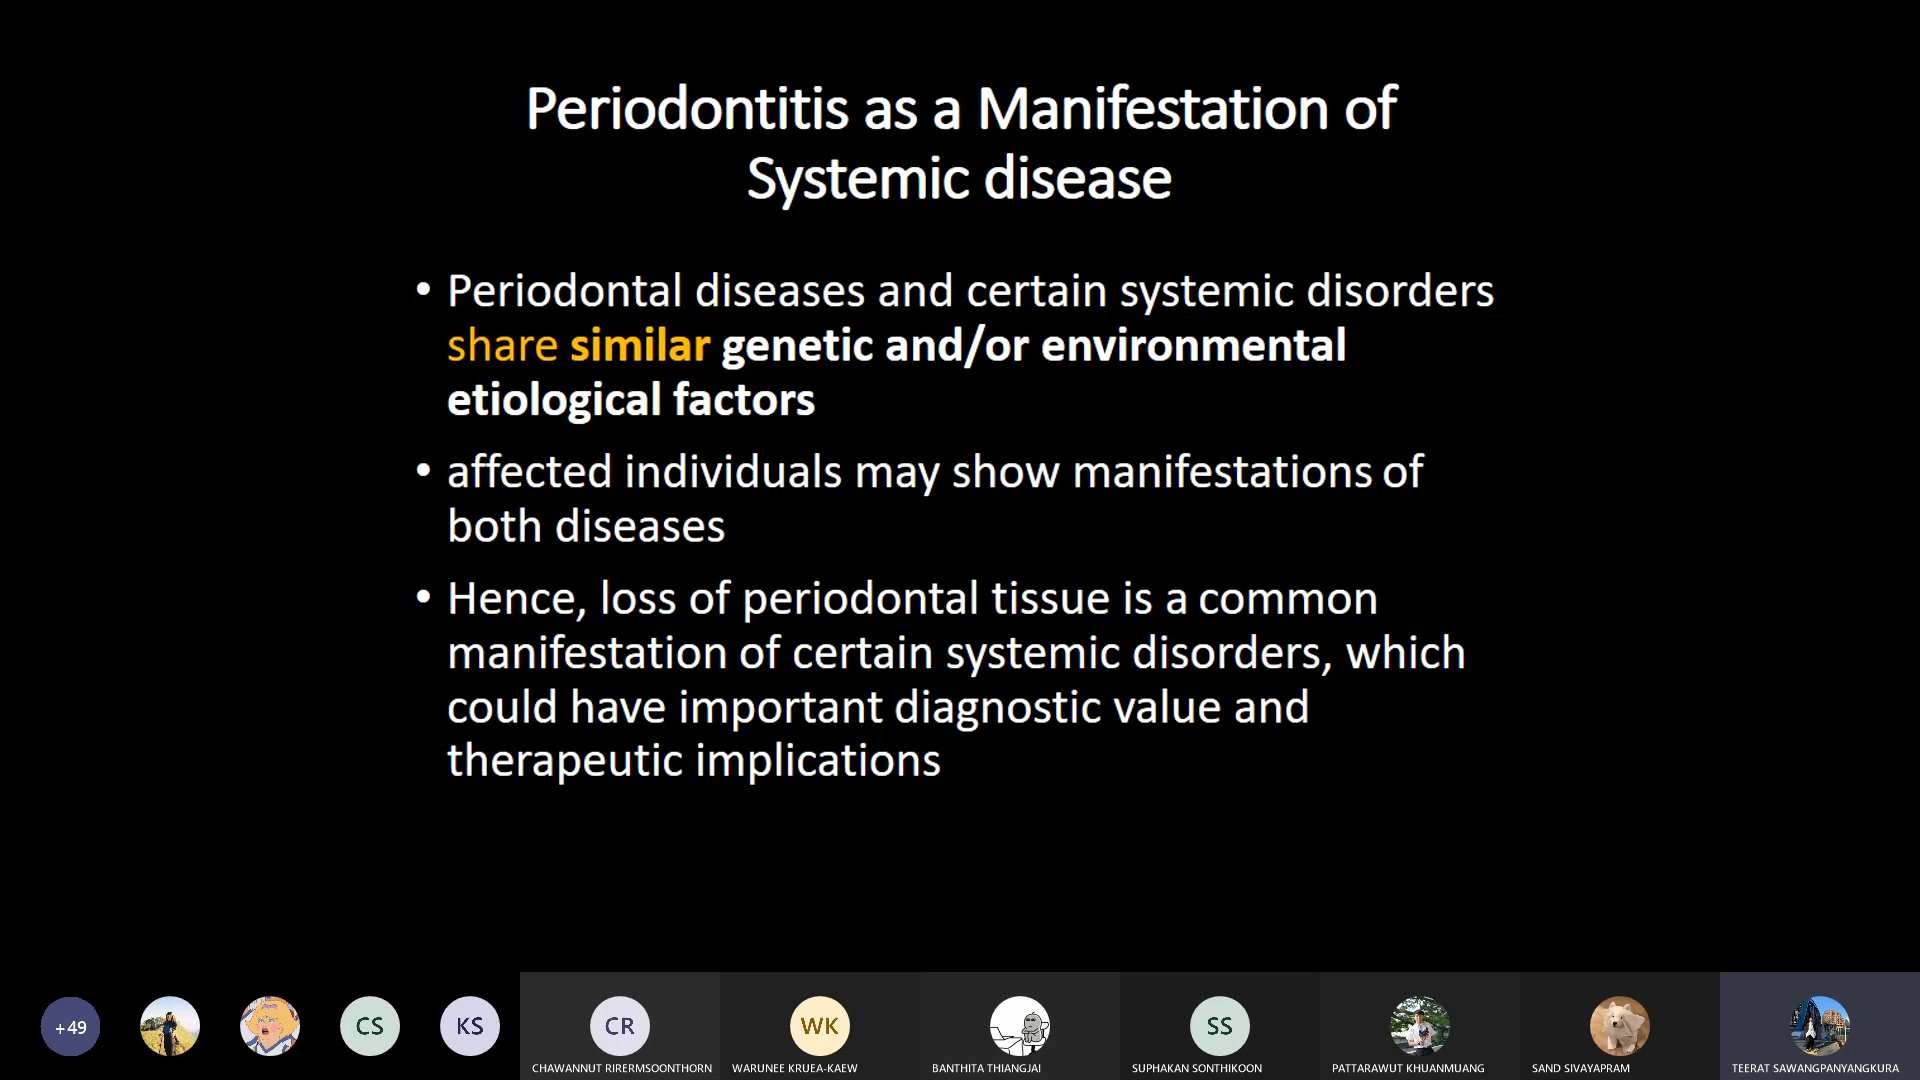 Periodontitis as a Manifestation of
Systemic disease
• Periodontal diseases and certain systemic disorders
share similar genetic and/or environmental
etiological factors
• affected individuals may show manifestations of
both diseases
• Hence, loss of periodontal tissue is a common
manifestation of certain systemic disorders, which
could have important diagnostic value and
therapeutic implications
+49
CS
KS
CR
WK
SS
CHAWANNUT RIRERMSOONTHORN
WARUNEE KRUEA-KAEW
BANTHITA THIANGJAI
SUPHAKAN SONTHIKOON
PATTARAWUT KHUANMUANG
SAND SIVAYAPRAM
TEERAT SAWANGPANYANGKURA